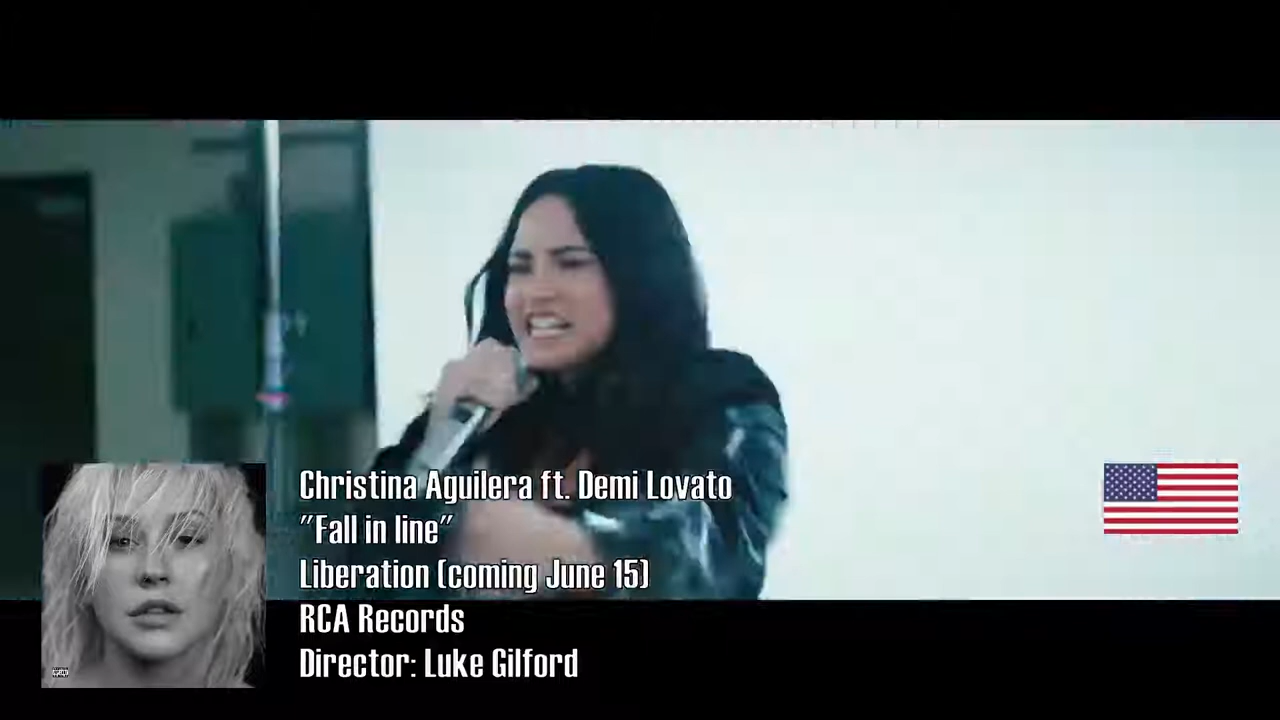 Christina Aguilera ft. Demi Lovato
"Fall in line"
Liberation (coming June 15)
RCA Records
Director: Luke Gilford